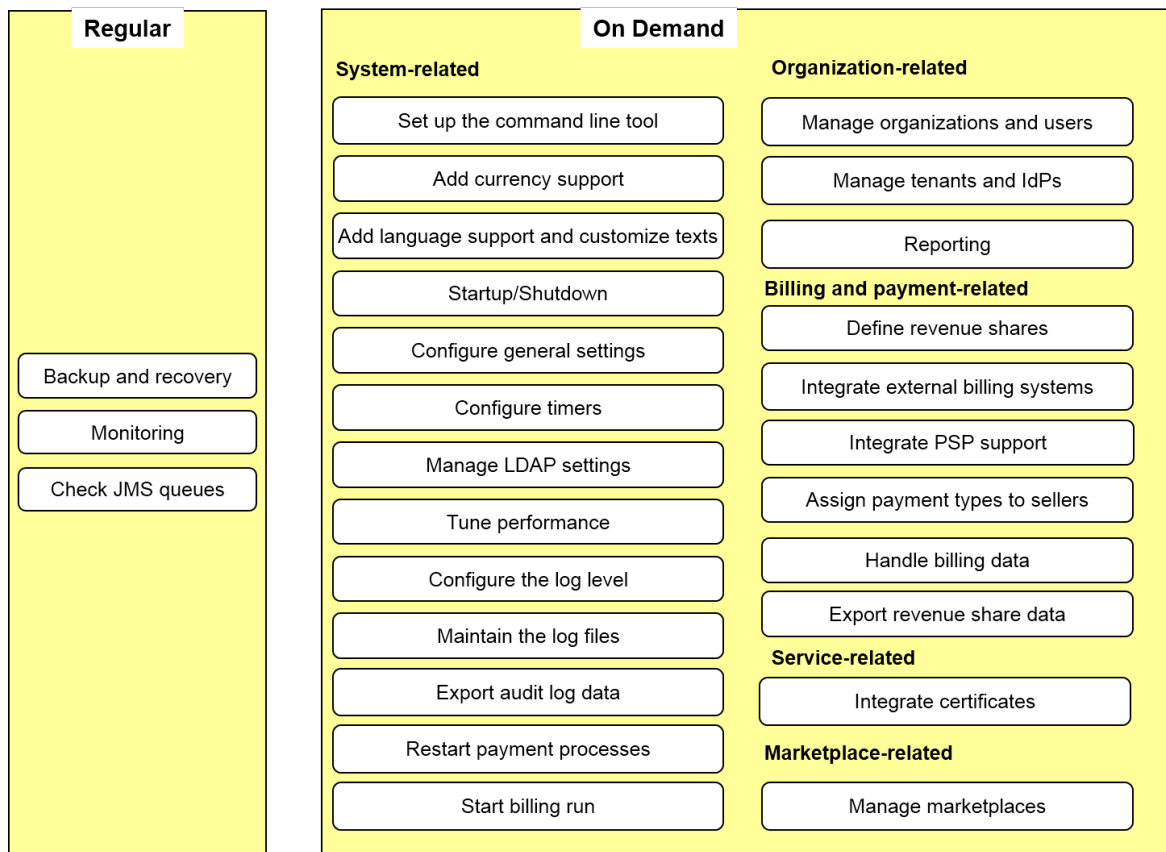 Regular
Backup and recovery
Monitoring
Check JMS queues
On Demand
System-related
Set up the command line tool
Add currency support
Add language support and customize texts
Startup/Shutdown
Configure general settings
Configure timers
Manage LDAP settings
Tune performance
Configure the log level
Maintain the log files
Export audit log data
Restart payment processes
Start billing run
Organization-related
Manage organizations and users
Manage tenants and IdPs
Reporting
Billing and payment-related
Define revenue shares
Integrate external billing systems
Integrate PSP support
Assign payment types to sellers
Handle billing data
Export revenue share data
Service-related
Integrate certificates
Marketplace-related
Manage marketplaces